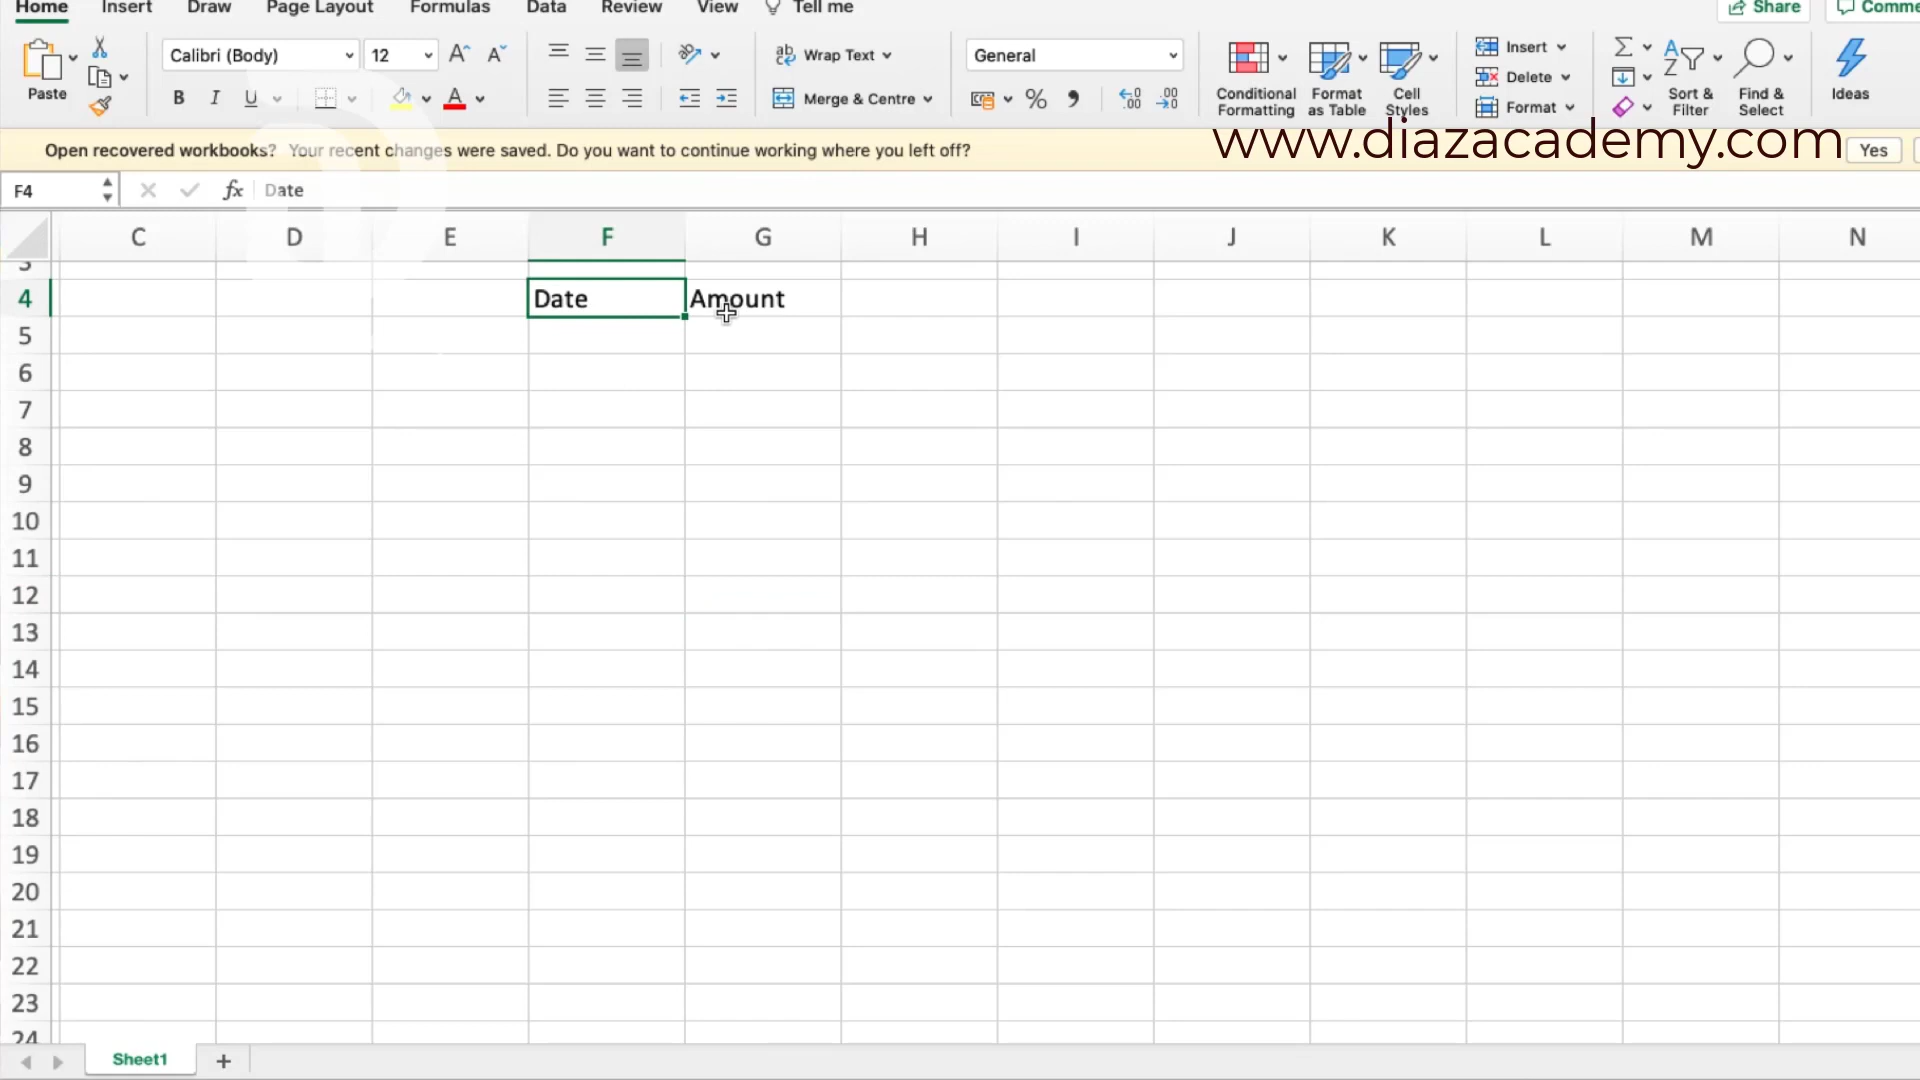 Home Insert Draw Page Layout Formulas Data Review View Tell me Share
Calibri (Body) 12 Wrap Text General Insert
Paste Delete
B I U Merge & Centre % Conditional Formatting Format as Table Cell Styles Format Sort & Filter Find & Select Ideas
www.diazacademy.com
Open recovered workbooks? Your recent changes were saved. Do you want to continue working where you left off? Yes
F4 fx Date
C D E F G H I J K L M N
3
4 Date Amount
5
6
7
8
9
10
11
12
13
14
15
16
17
18
19
20
21
22
23
24
Sheet1 +